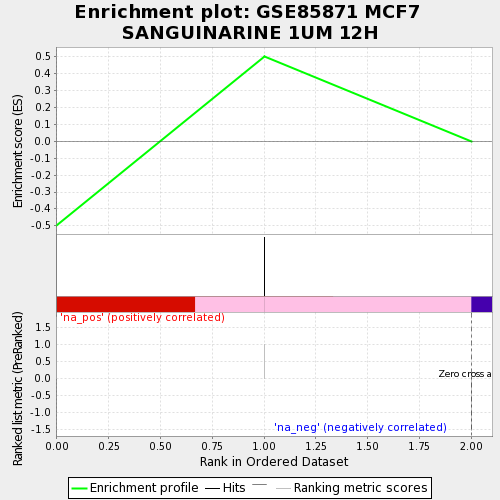 Enrichment plot: GSE85871 MCF7
SANGUINARINE 1UM 12H
Enrichment score (ES)
0.5
0.4
0.3
0.2
0.1
0.0
-0.1
-0.2
-0.3
-0.4
-0.5
'na_pos' (positively correlated)
Ranked list metric (PreRanked)
1.5
1.0
0.5
0.0
-0.5
-1.0
-1.5
Zero cross a
'na_neg' (negatively correlated)
0.00 0.25 0.50 0.75 1.00 1.25 1.50 1.75 2.00
Rank in Ordered Dataset
Enrichment profile Hits Ranking metric scores